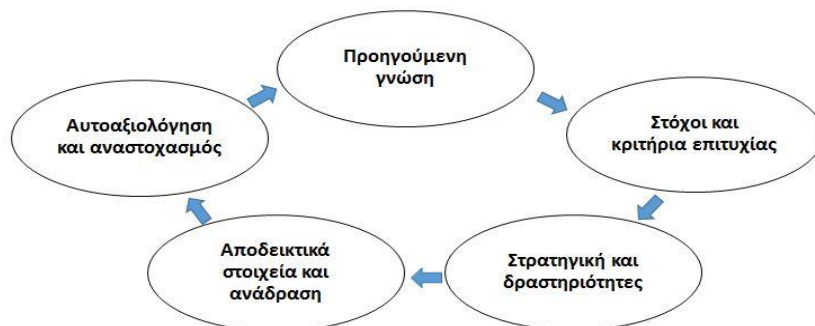 Προηγούμενη
γνώση
Στόχοι και
κριτήρια επιτυχίας
Στρατηγική και
δραστηριότητες
Αποδεικτικά
στοιχεία και
ανάδραση
Αυτοαξιολόγηση
και αναστοχασμός